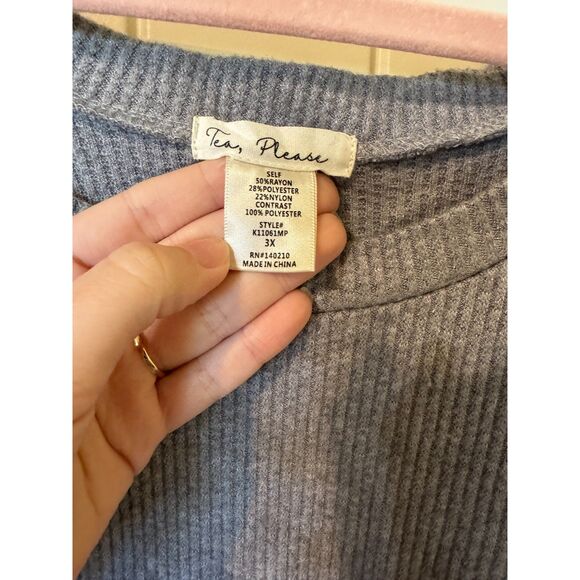 Tea, Please
SELF
50%RAYON
28%POLYESTER
22%NYLON
CONTRAST
100%POLYESTER
STYLE#
K11061MP
3X
RN#140210
MADE IN CHINA